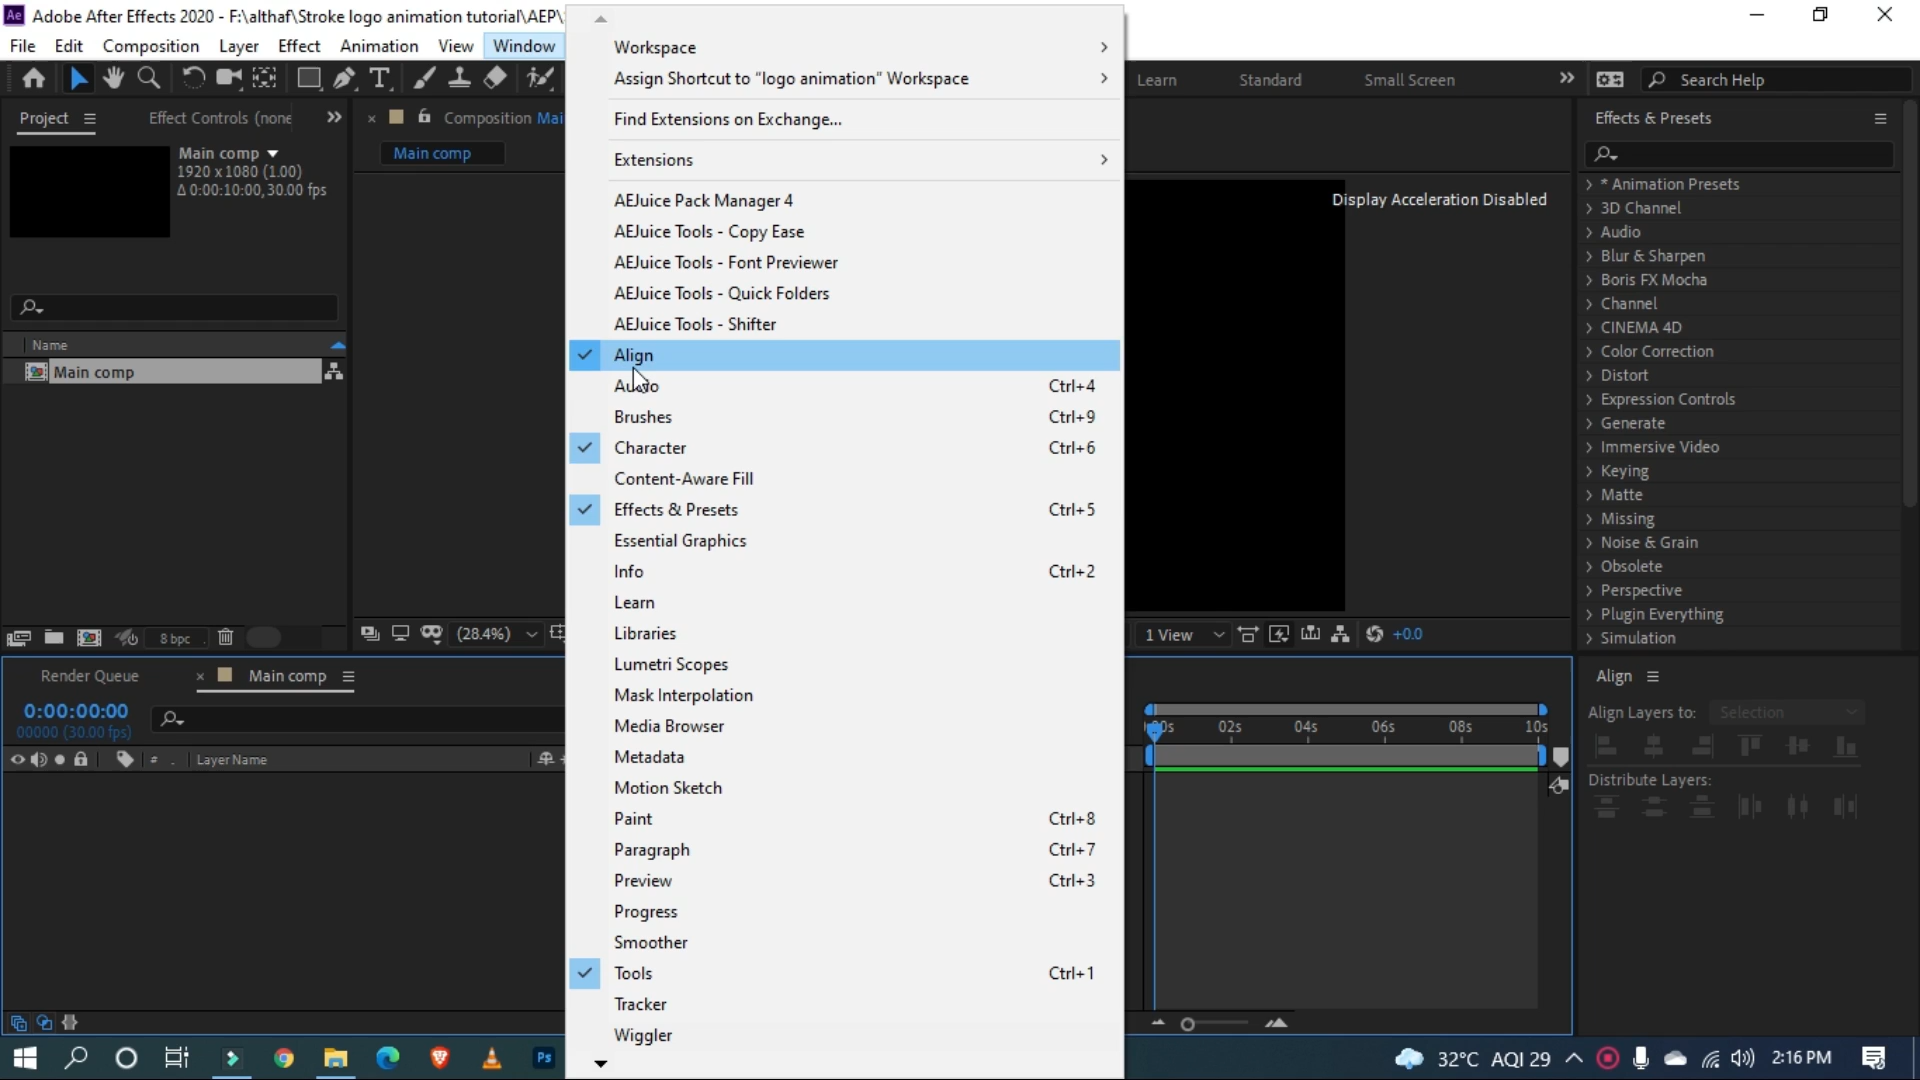 Ae Adobe After Effects 2020 - F:\althaf\Stroke logo animation tutorial\AEP\
File Edit Composition Layer Effect Animation View Window
Learn Standard Small Screen Search Help
Project Effect Controls (none
Composition Mai
Main comp
Main comp
1920 x 1080 (1.00)
Δ 0:00:10:00, 30.00 fps
Name
Main comp
8 bpc
(28.4%)
Workspace
Assign Shortcut to "logo animation" Workspace
Find Extensions on Exchange...
Extensions
AEJuice Pack Manager 4
AEJuice Tools - Copy Ease
AEJuice Tools - Font Previewer
AEJuice Tools - Quick Folders
AEJuice Tools - Shifter
Align
Audio Ctrl+4
Brushes Ctrl+9
Character Ctrl+6
Content-Aware Fill
Effects & Presets Ctrl+5
Essential Graphics
Info Ctrl+2
Learn
Libraries
Lumetri Scopes
Mask Interpolation
Media Browser
Metadata
Motion Sketch
Paint Ctrl+8
Paragraph Ctrl+7
Preview Ctrl+3
Progress
Smoother
Tools Ctrl+1
Tracker
Wiggler
Display Acceleration Disabled
1 View +0.0
Effects & Presets
* Animation Presets
3D Channel
Audio
Blur & Sharpen
Boris FX Mocha
Channel
CINEMA 4D
Color Correction
Distort
Expression Controls
Generate
Immersive Video
Keying
Matte
Missing
Noise & Grain
Obsolete
Perspective
Plugin Everything
Simulation
Render Queue Main comp
0:00:00:00
00000 (30.00 fps)
# Layer Name
02s 04s 06s 08s 10s
Align
Align Layers to: Selection
Distribute Layers:
Ps
32°C AQI 29 2:16 PM